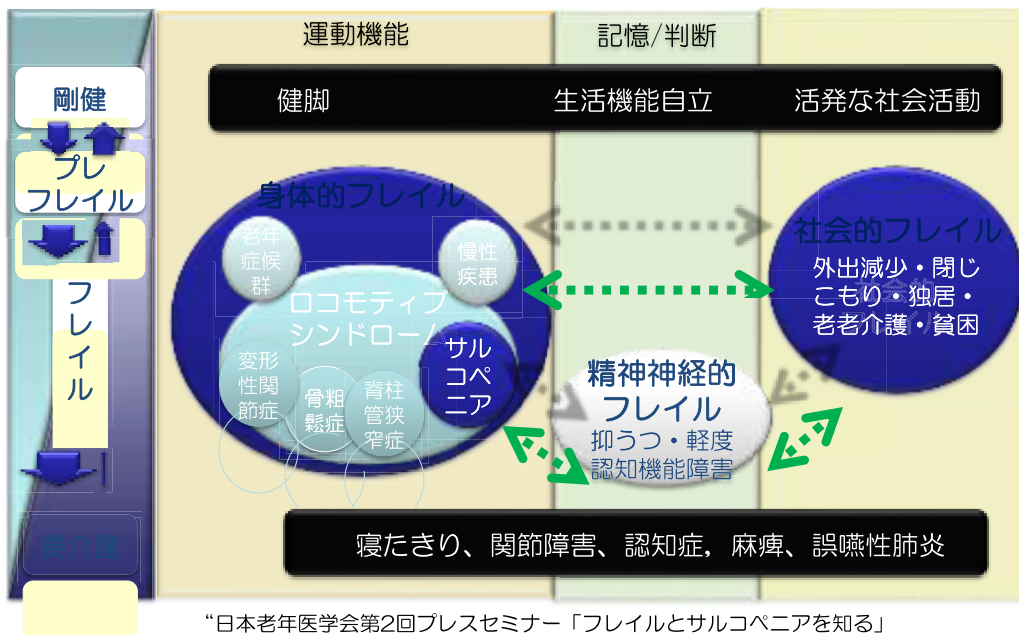 運動機能
記憶/判断
剛健
健脚
生活機能自立
活発な社会活動
プレ
フレイル
フレイル
身体的フレイル
老年
症候
群
慢性
疾患
ロコモティブ
シンドローム
サル
コペ
ニア
変形
性関
節症
骨粗
鬆症
脊柱
管狭
窄症
社会的フレイル
外出減少・閉じ
こもり・独居・
老老介護・貧困
精神神経的
フレイル
抑うつ・軽度
認知機能障害
要介護
寝たきり、関節障害、認知症，麻痺、誤嚥性肺炎
“日本老年医学会第2回プレスセミナー「フレイルとサルコペニアを知る」